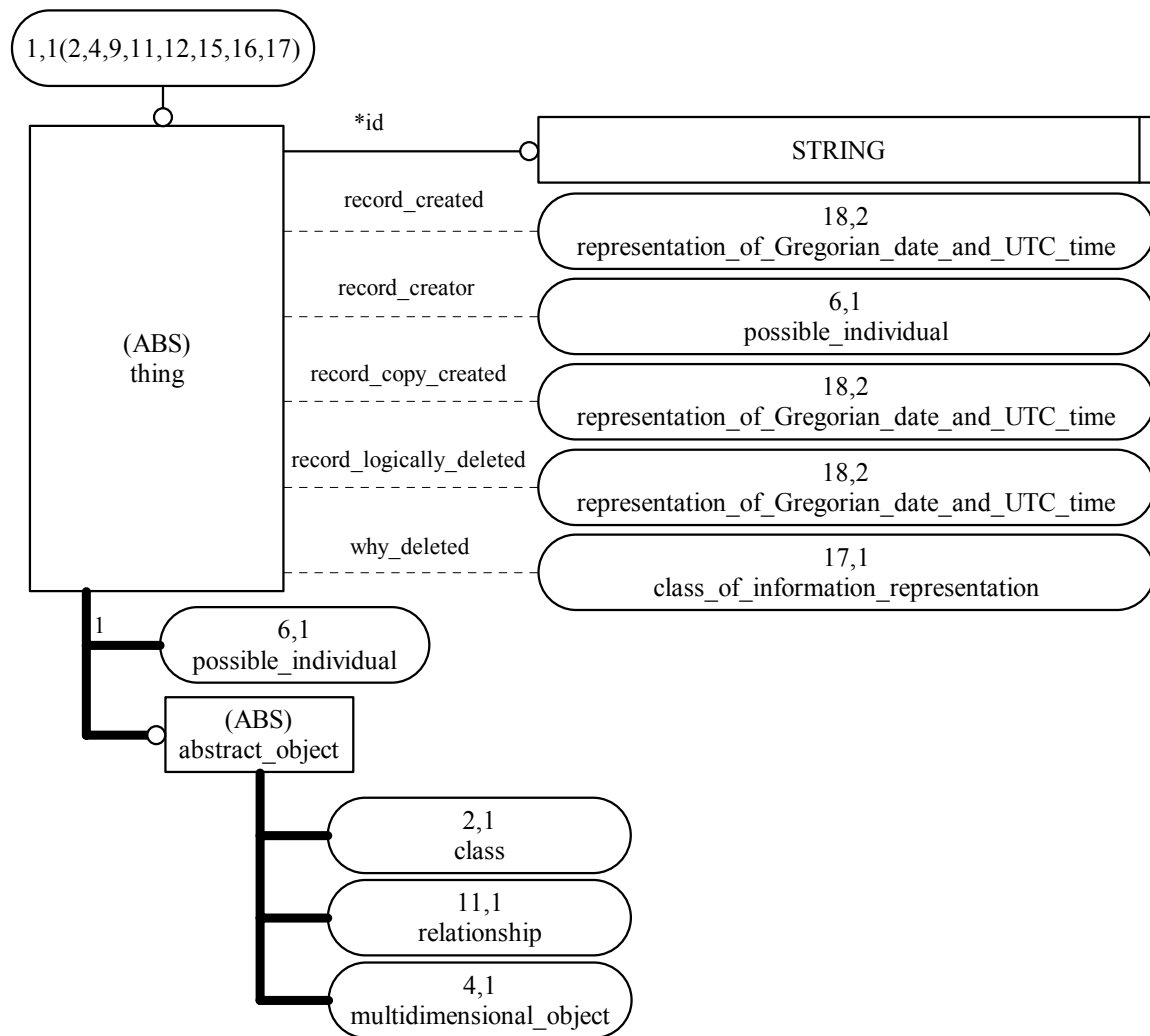 1,1(2,4,9,11,12,15,16,17)
*id
STRING
record_created
18,2
representation_of_Gregorian_date_and_UTC_time
record_creator
6,1
possible_individual
(ABS)
thing
record_copy_created
18,2
representation_of_Gregorian_date_and_UTC_time
record_logically_deleted
18,2
representation_of_Gregorian_date_and_UTC_time
why_deleted
17,1
class_of_information_representation
1
6,1
possible_individual
(ABS)
abstract_object
2,1
class
11,1
relationship
4,1
multidimensional_object